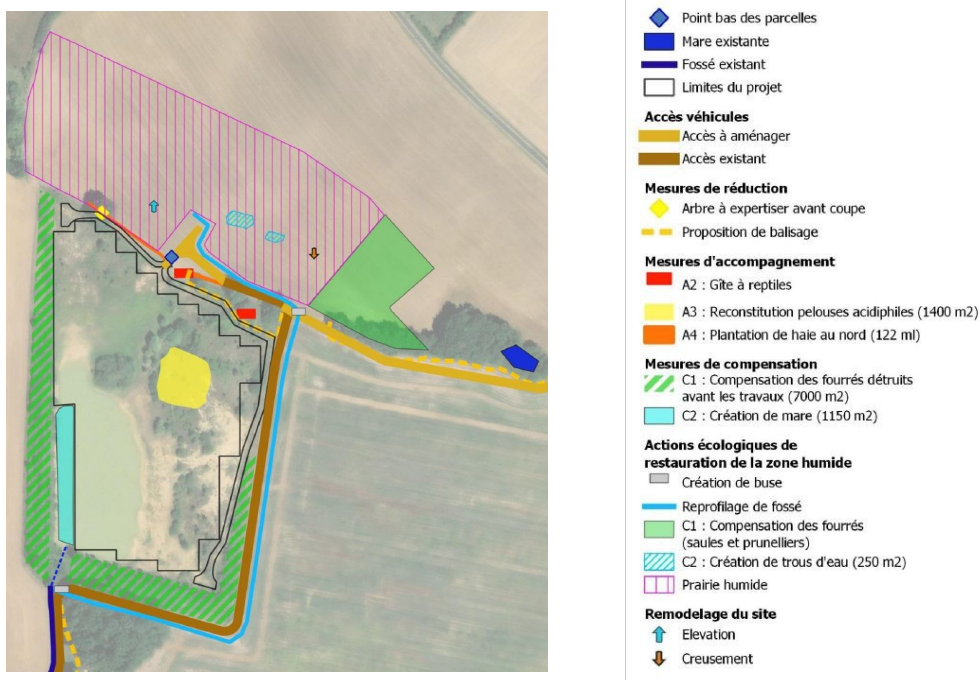 Point bas des parcelles
Mare existante
Fossé existant
Limites du projet
Accès véhicules
Accès à aménager
Accès existant
Mesures de réduction
Arbre à expertiser avant coupe
Proposition de balisage
Mesures d'accompagnement
A2 : Gîte à reptiles
A3 : Reconstitution pelouses acidiphiles (1400 m2)
A4 : Plantation de haie au nord (122 ml)
Mesures de compensation
C1 : Compensation des fourrés détruits
avant les travaux (7000 m2)
C2 : Création de mare (1150 m2)
Actions écologiques de
restauration de la zone humide
Création de buse
Reprofilage de fossé
C1 : Compensation des fourrés
(saules et prunelliers)
C2 : Création de trous d'eau (250 m2)
Prairie humide
Remodelage du site
Elevation
Creusement